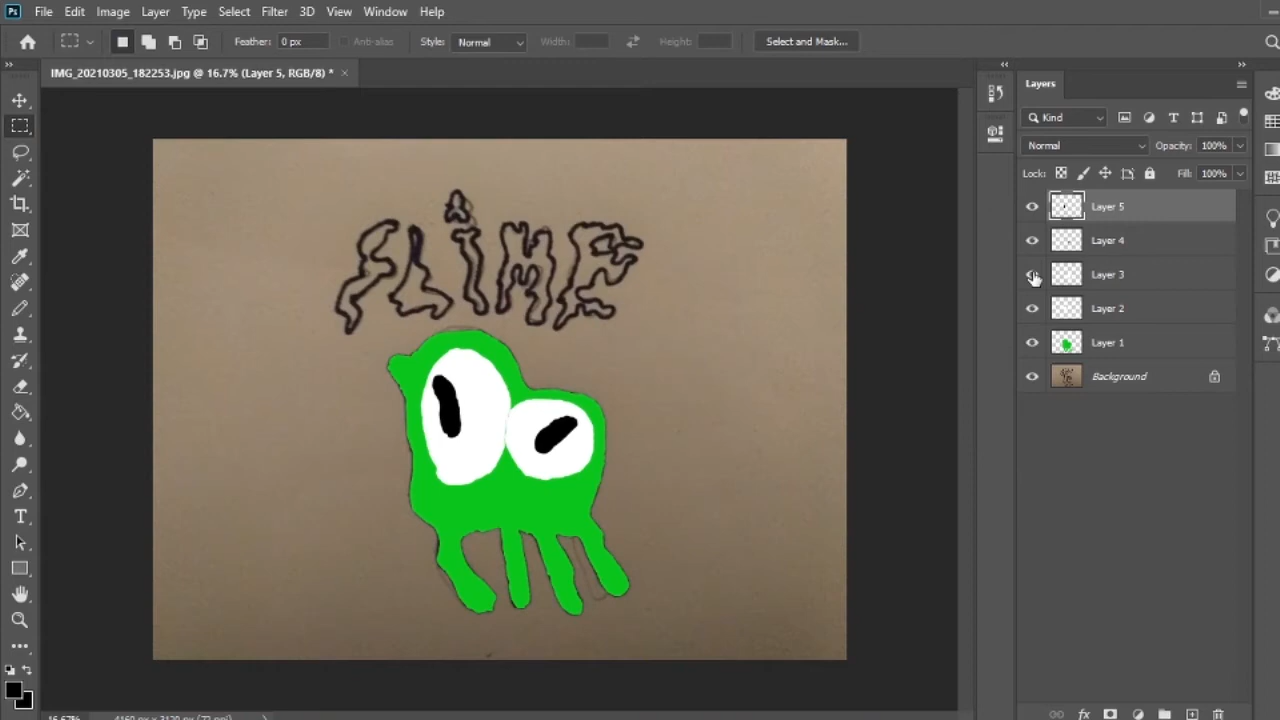 Ps File Edit Image Layer Type Select Filter 3D View Window Help
Feather: 0 px Anti-alias Style: Normal Width: Height: Select and Mask...
IMG_20210305_182253.jpg @ 16.7% (Layer 5, RGB/8) * ×
Layers
Kind
Normal Opacity: 100%
Lock: Fill: 100%
Layer 5
Layer 4
SLiME
Layer 3
Layer 2
Layer 1
Background
T
fx